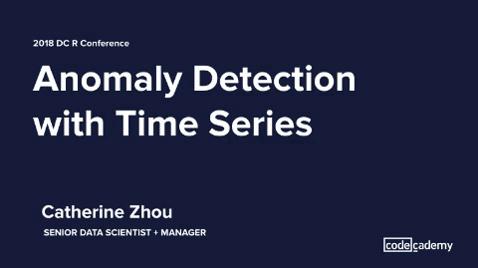 2018 DC R Conference
Anomaly Detection
with Time Series
Catherine Zhou
SENIOR DATA SCIENTIST + MANAGER
codecademy